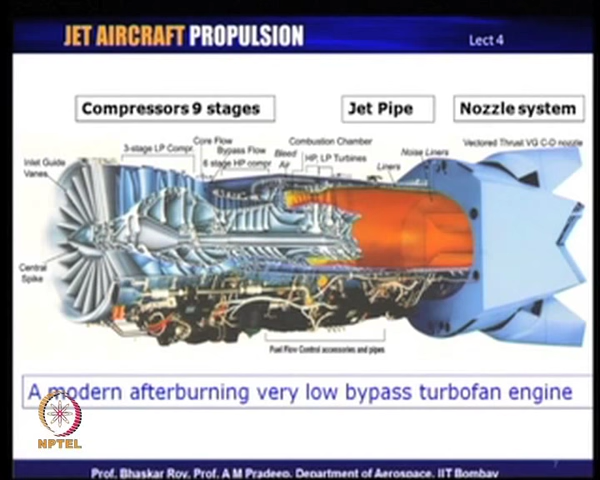 JET AIRCRAFT PROPULSION
Lect 4
Compressors 9 stages
Jet Pipe
Nozzle system
Inlet Guide
Vanes
3-stage LP Compr.
Core Flow
Bypass Flow
6 stage HP compr
Bleed
Air
Combustion Chamber
HP, LP Turbines
Liners
Noise Liners
Vectored Thrust VG C-D nozzle
Central
Spike
Fuel Flow Control accessories and pipes
A modern afterburning very low bypass turbofan engine
NPTEL
7
Prof. Bhaskar Roy, Prof. A M Pradeep, Department of Aerospace, IIT Bombay